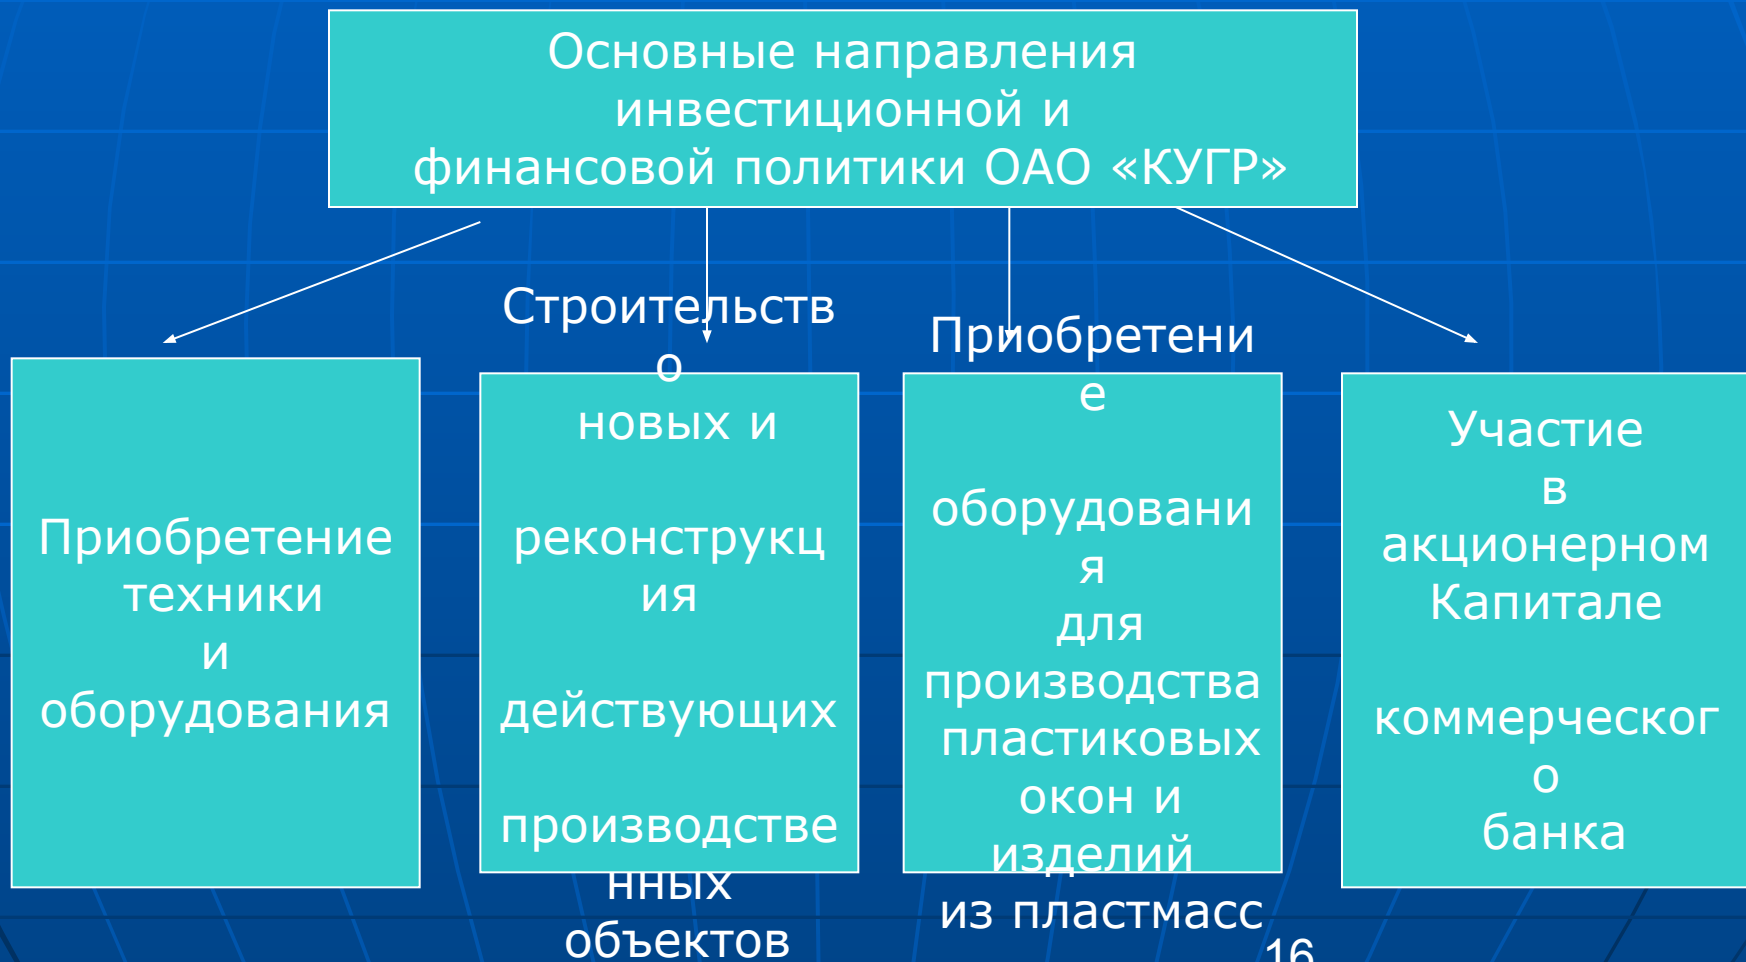 Основные направления
инвестиционной и
финансовой политики ОАО «КУГР»
Приобретение
техники
и
оборудования
Строительств
о
новых и
реконструкц
ия
действующих
производстве
нных
объектов
Приобретени
е
оборудовани
я
для
производства
пластиковых
окон и
изделий
из пластмасс
Участие
в
акционерном
Капитале
коммерческог
о
банка
16